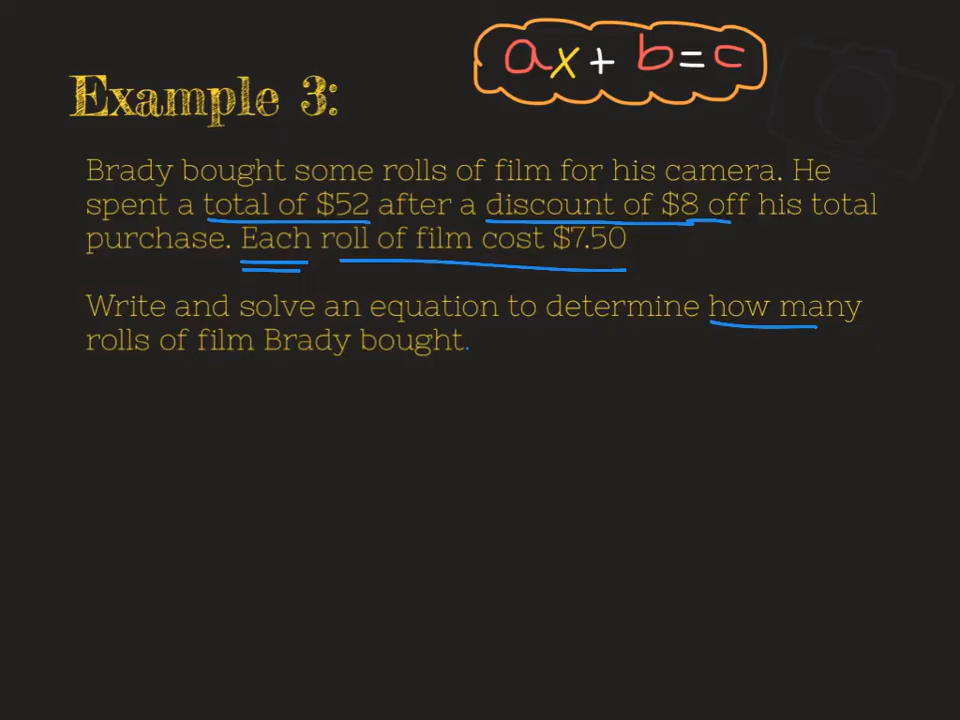 ax + b = c
Example 3:
Brady bought some rolls of film for his camera. He
spent a total of $52 after a discount of $8 off his total
purchase. Each roll of film cost $7.50
Write and solve an equation to determine how many
rolls of film Brady bought.